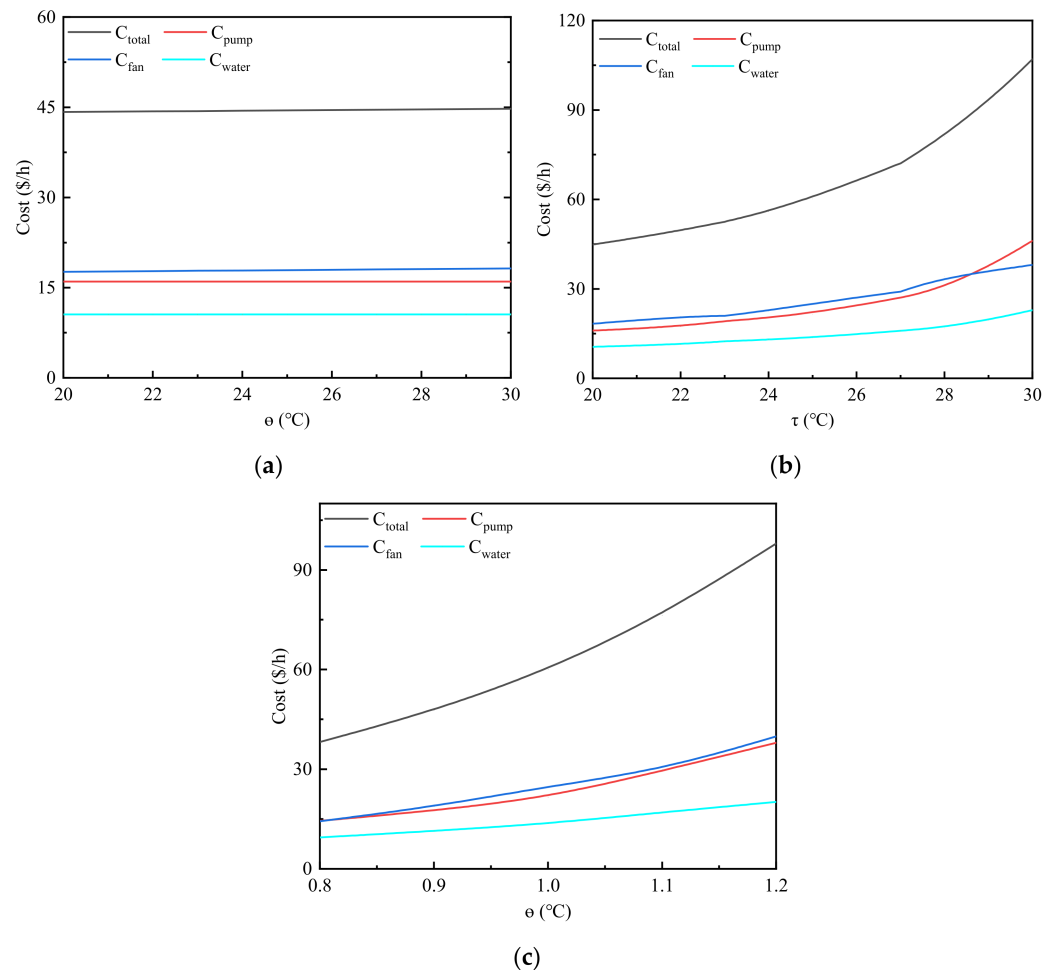 C_total C_pump
C_fan C_water
60
45
30
15
0
Cost ($/h)
20 22 24 26 28 30
ɵ (℃)
(a)
C_total C_pump
C_fan C_water
120
90
60
30
0
Cost ($/h)
20 22 24 26 28 30
τ (℃)
(b)
C_total C_pump
C_fan C_water
90
60
30
0
Cost ($/h)
0.8 0.9 1.0 1.1 1.2
ɵ (℃)
(c)